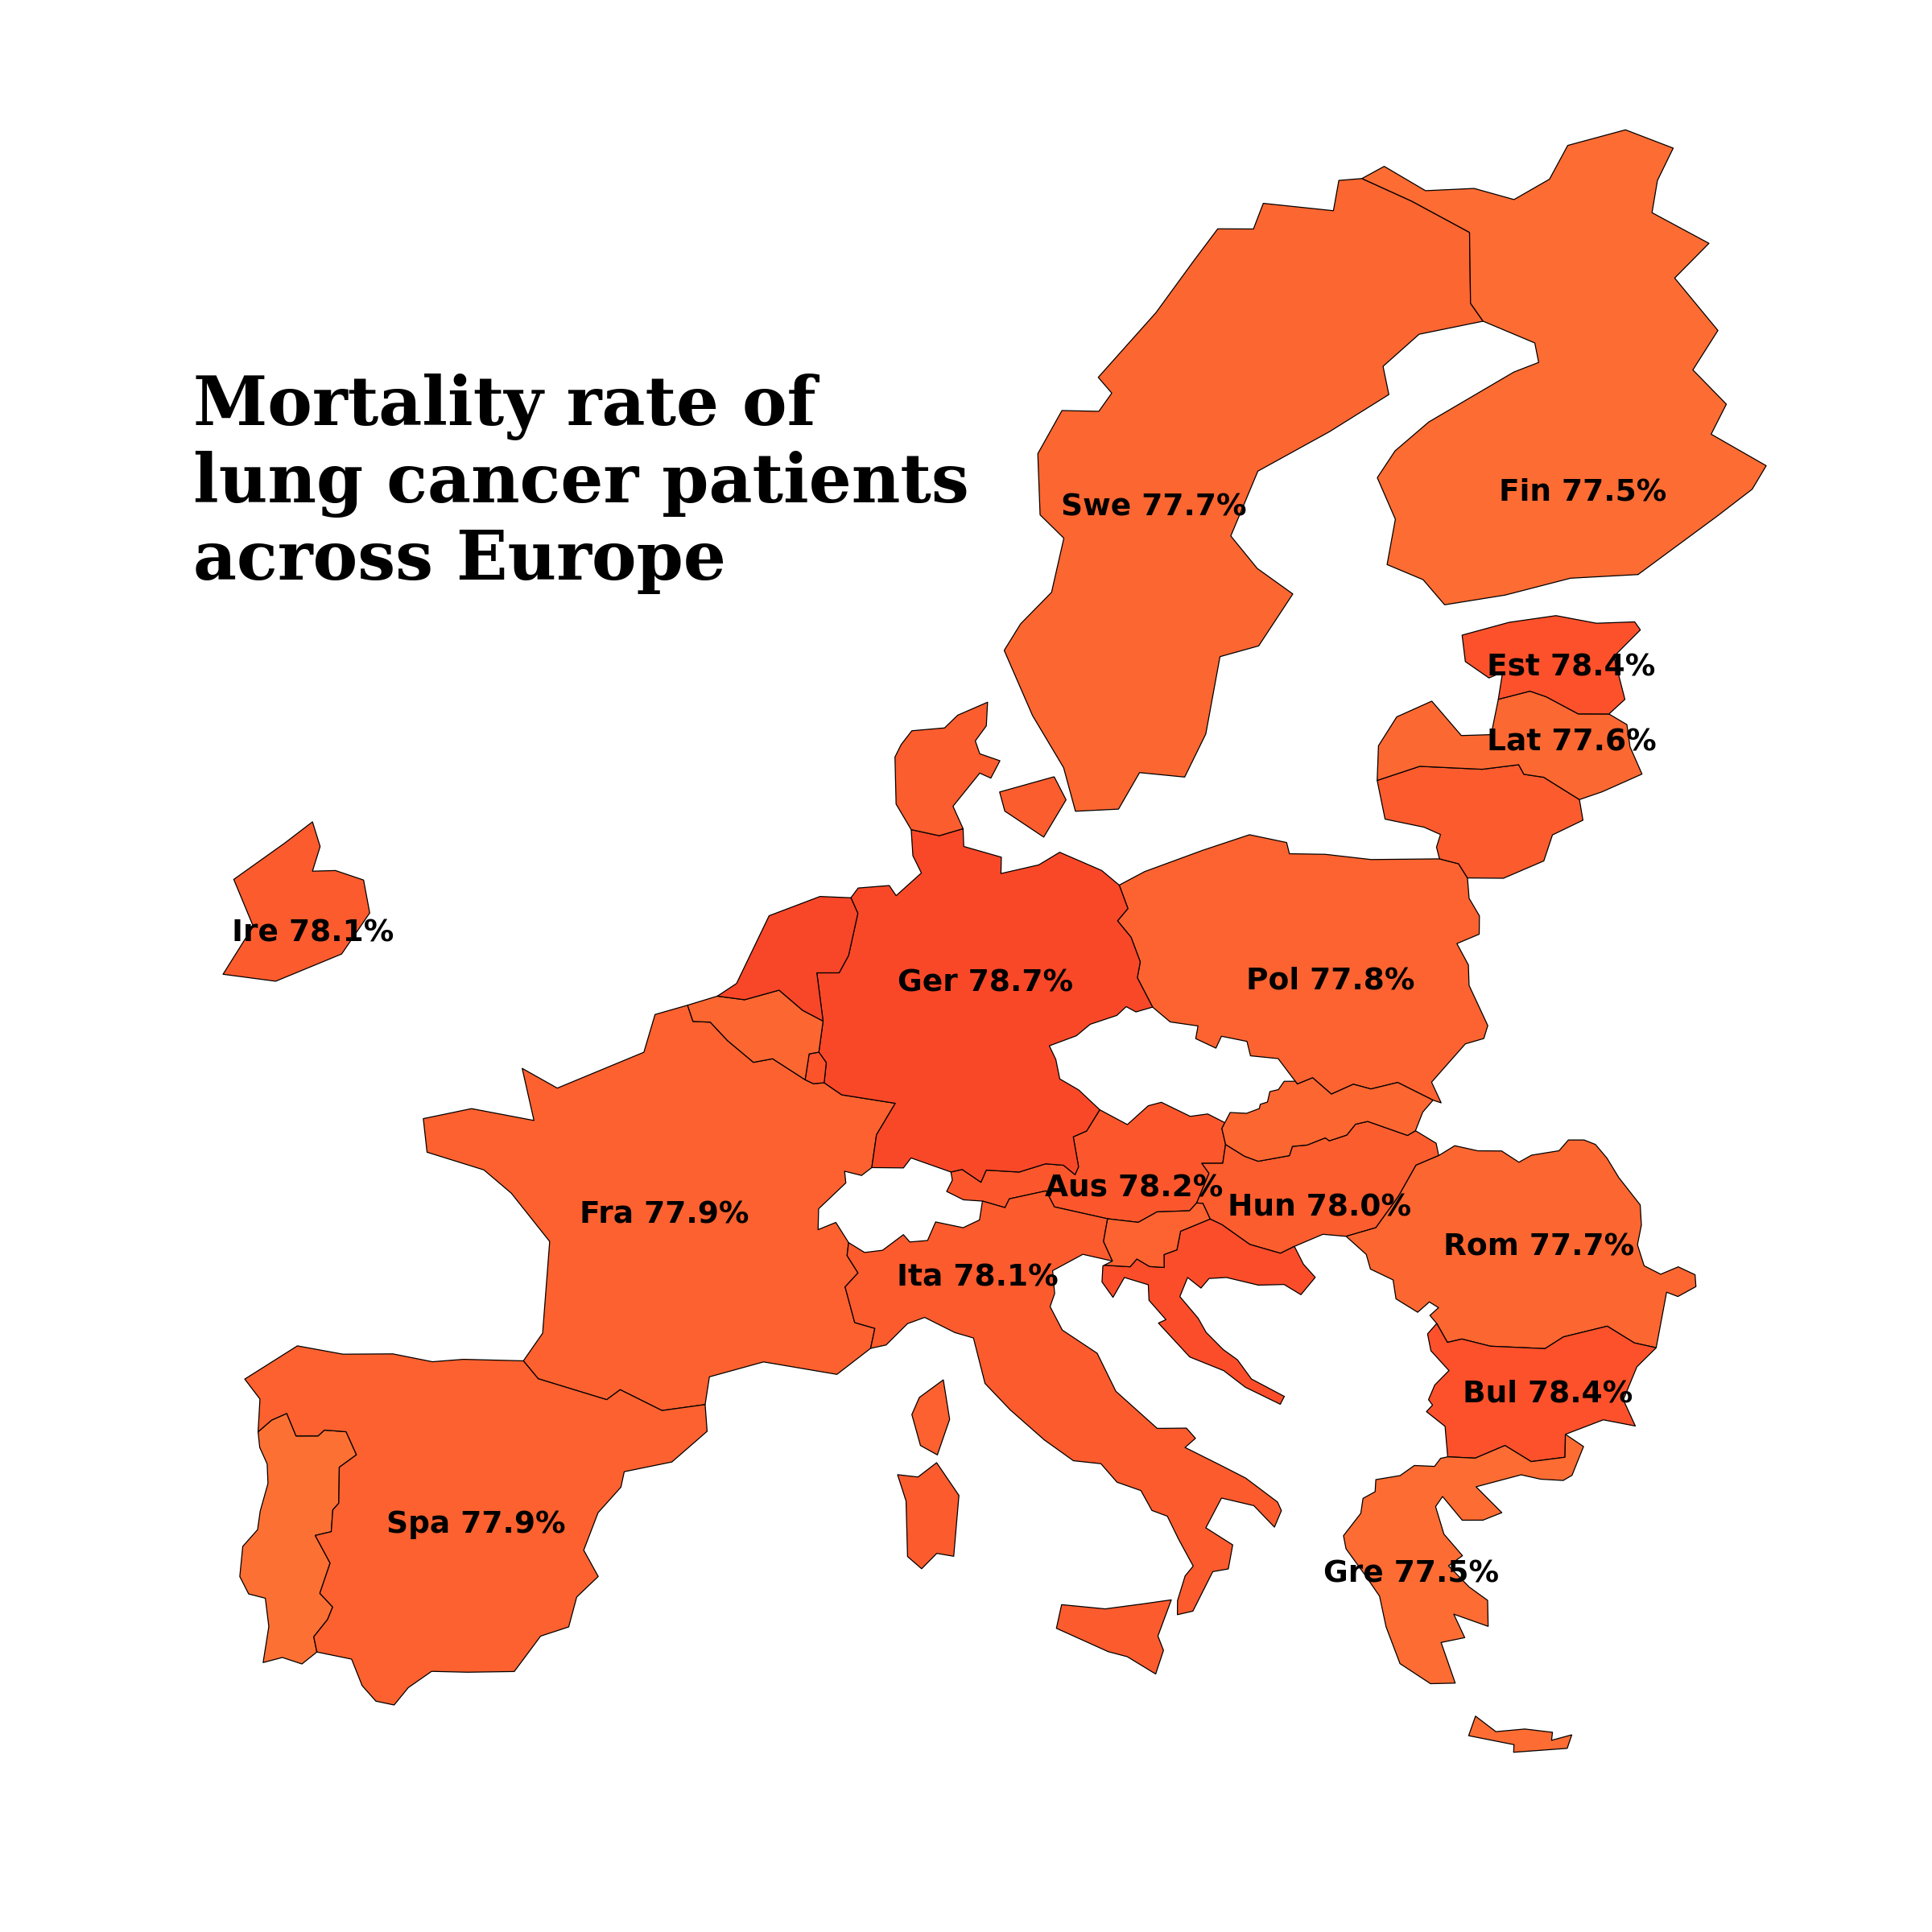 Mortality rate of
lung cancer patients
across Europe
Swe 77.7%
Fin 77.5%
Est 78.4%
Lat 77.6%
Ire 78.1%
Ger 78.7%
Pol 77.8%
Fra 77.9%
Aus 78.2%
Hun 78.0%
Rom 77.7%
Ita 78.1%
Bul 78.4%
Spa 77.9%
Gre 77.5%